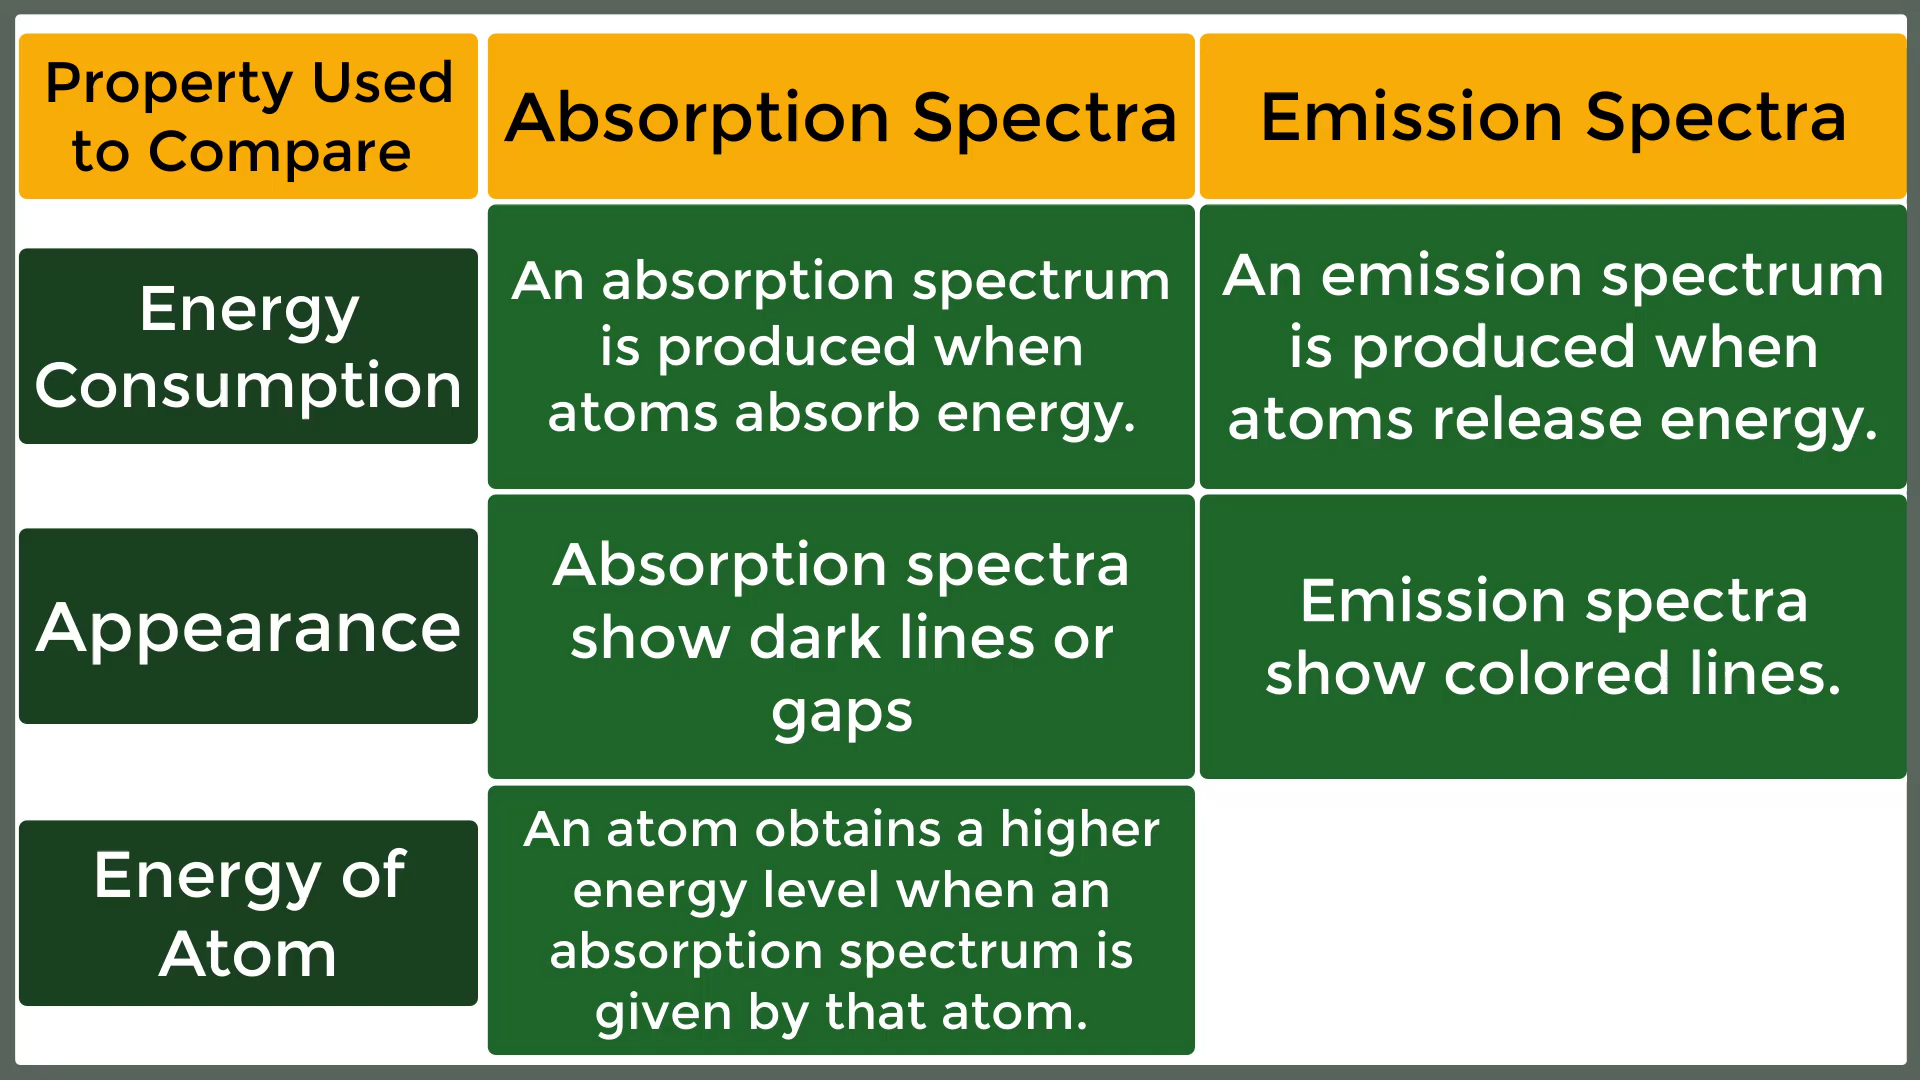 Property Used
to Compare
Absorption Spectra
Emission Spectra
Energy
Consumption
An absorption spectrum
is produced when
atoms absorb energy.
An emission spectrum
is produced when
atoms release energy.
Appearance
Absorption spectra
show dark lines or
gaps
Emission spectra
show colored lines.
Energy of
Atom
An atom obtains a higher
energy level when an
absorption spectrum is
given by that atom.